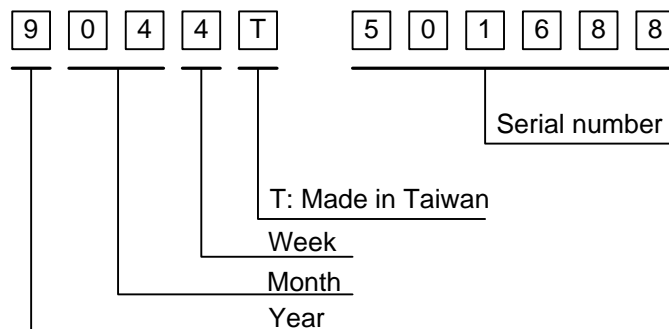 9 0 4 4 T 5 0 1 6 8 8
Serial number
T: Made in Taiwan
Week
Month
Year